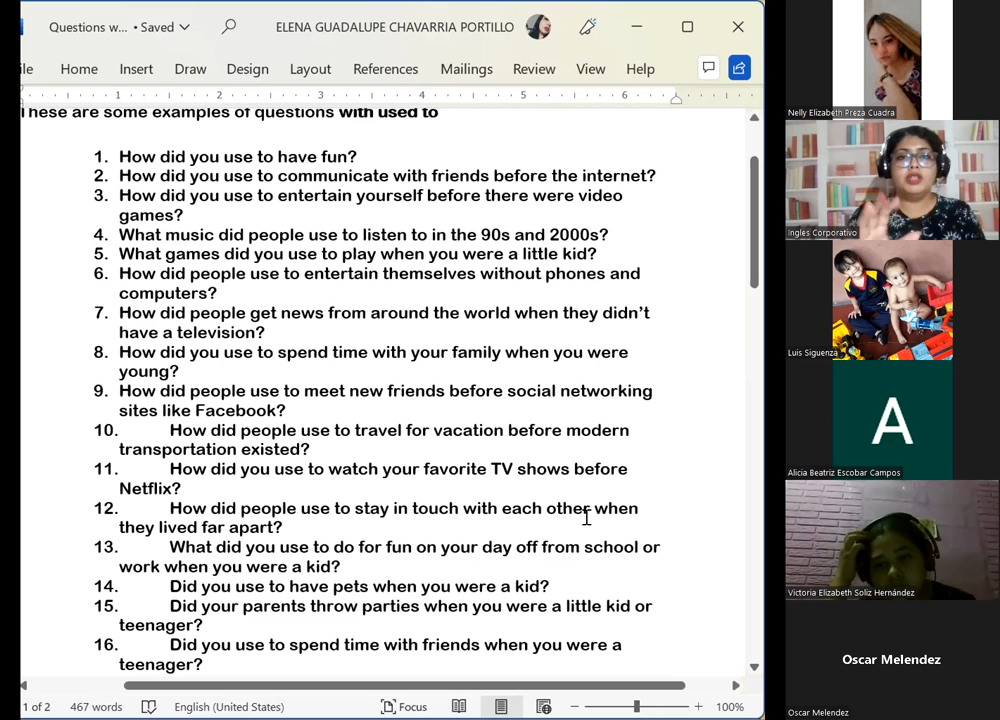 Questions w... • Saved
ELENA GUADALUPE CHAVARRIA PORTILLO
ile Home Insert Draw Design Layout References Mailings Review View Help
1 2 3 4 5 6
These are some examples of questions with used to
1. How did you use to have fun?
2. How did you use to communicate with friends before the internet?
3. How did you use to entertain yourself before there were video
games?
4. What music did people use to listen to in the 90s and 2000s?
5. What games did you use to play when you were a little kid?
6. How did people use to entertain themselves without phones and
computers?
7. How did people get news from around the world when they didn’t
have a television?
8. How did you use to spend time with your family when you were
young?
9. How did people use to meet new friends before social networking
sites like Facebook?
10. How did people use to travel for vacation before modern
transportation existed?
11. How did you use to watch your favorite TV shows before
Netflix?
12. How did people use to stay in touch with each other when
they lived far apart?
13. What did you use to do for fun on your day off from school or
work when you were a kid?
14. Did you use to have pets when you were a kid?
15. Did your parents throw parties when you were a little kid or
teenager?
16. Did you use to spend time with friends when you were a
teenager?
1 of 2 467 words English (United States) Focus 100%
Nelly Elizabeth Preza Cuadra
Ingles Corporativo
Luis Siguenza
A
Alicia Beatriz Escobar Campos
Victoria Elizabeth Soliz Hernández
Oscar Melendez
Oscar Melendez